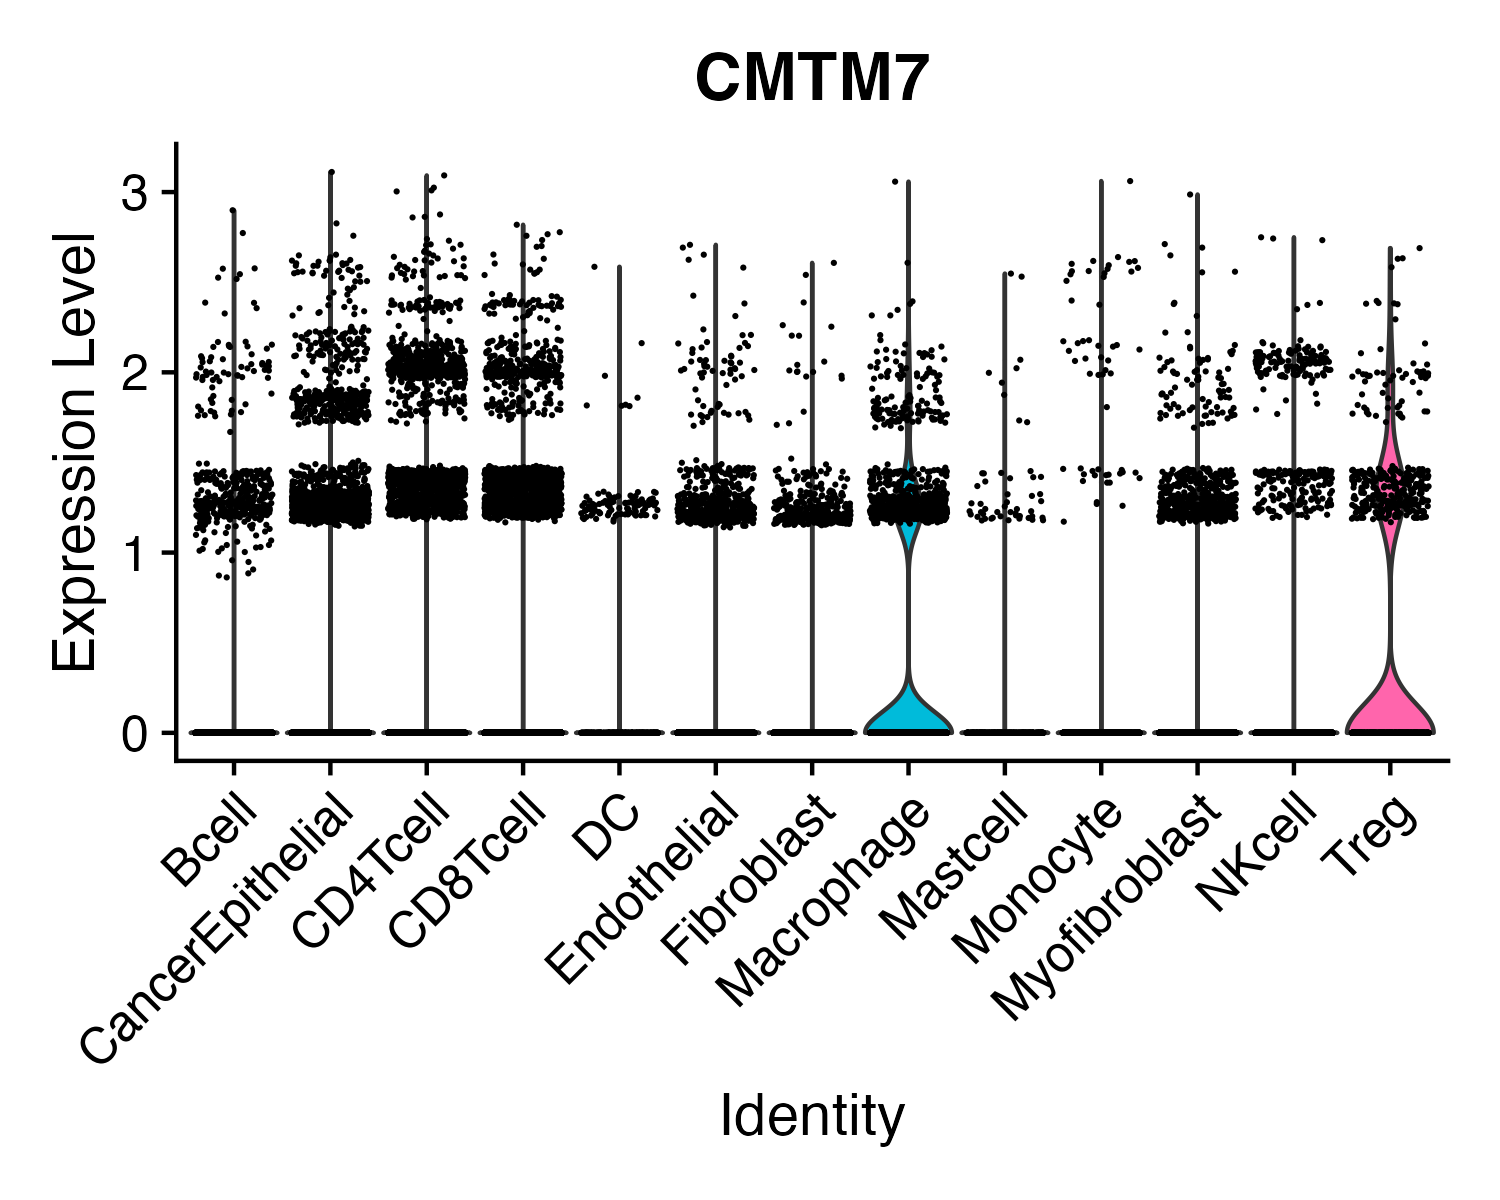 CMTM7
Expression Level
3
2
1
0
Bcell
CancerEpithelial
CD4Tcell
CD8Tcell
DC
Endothelial
Fibroblast
Macrophage
Mastcell
Monocyte
Myofibroblast
NKcell
Treg
Identity